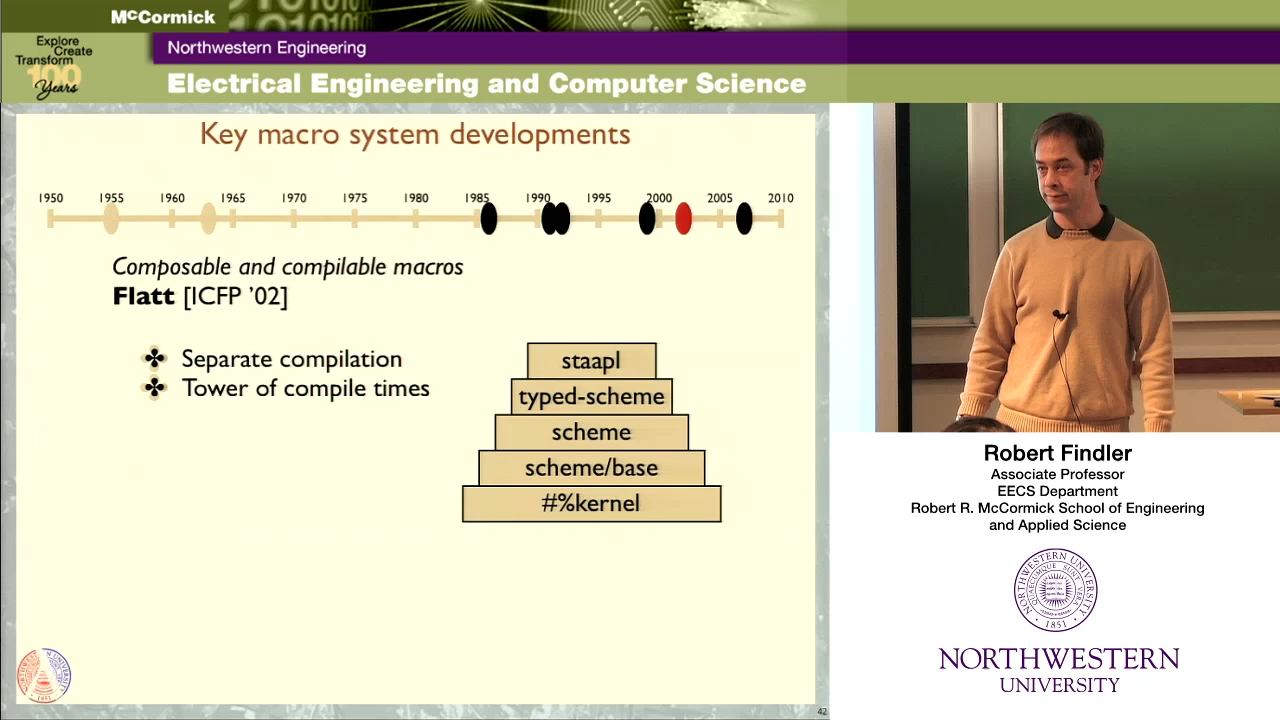 McCormick
Explore
Create
Transform
100
Years
Northwestern Engineering
Electrical Engineering and Computer Science
Key macro system developments
1950 1955 1960 1965 1970 1975 1980 1985 1990 1995 2000 2005 2010
Composable and compilable macros
Flatt [ICFP ’02]
✤ Separate compilation
✤ Tower of compile times
staapl
typed-scheme
scheme
scheme/base
#%kernel
42
Robert Findler
Associate Professor
EECS Department
Robert R. McCormick School of Engineering
and Applied Science
NORTHWESTERN
UNIVERSITY
1851
NORTHWESTERN
UNIVERSITY